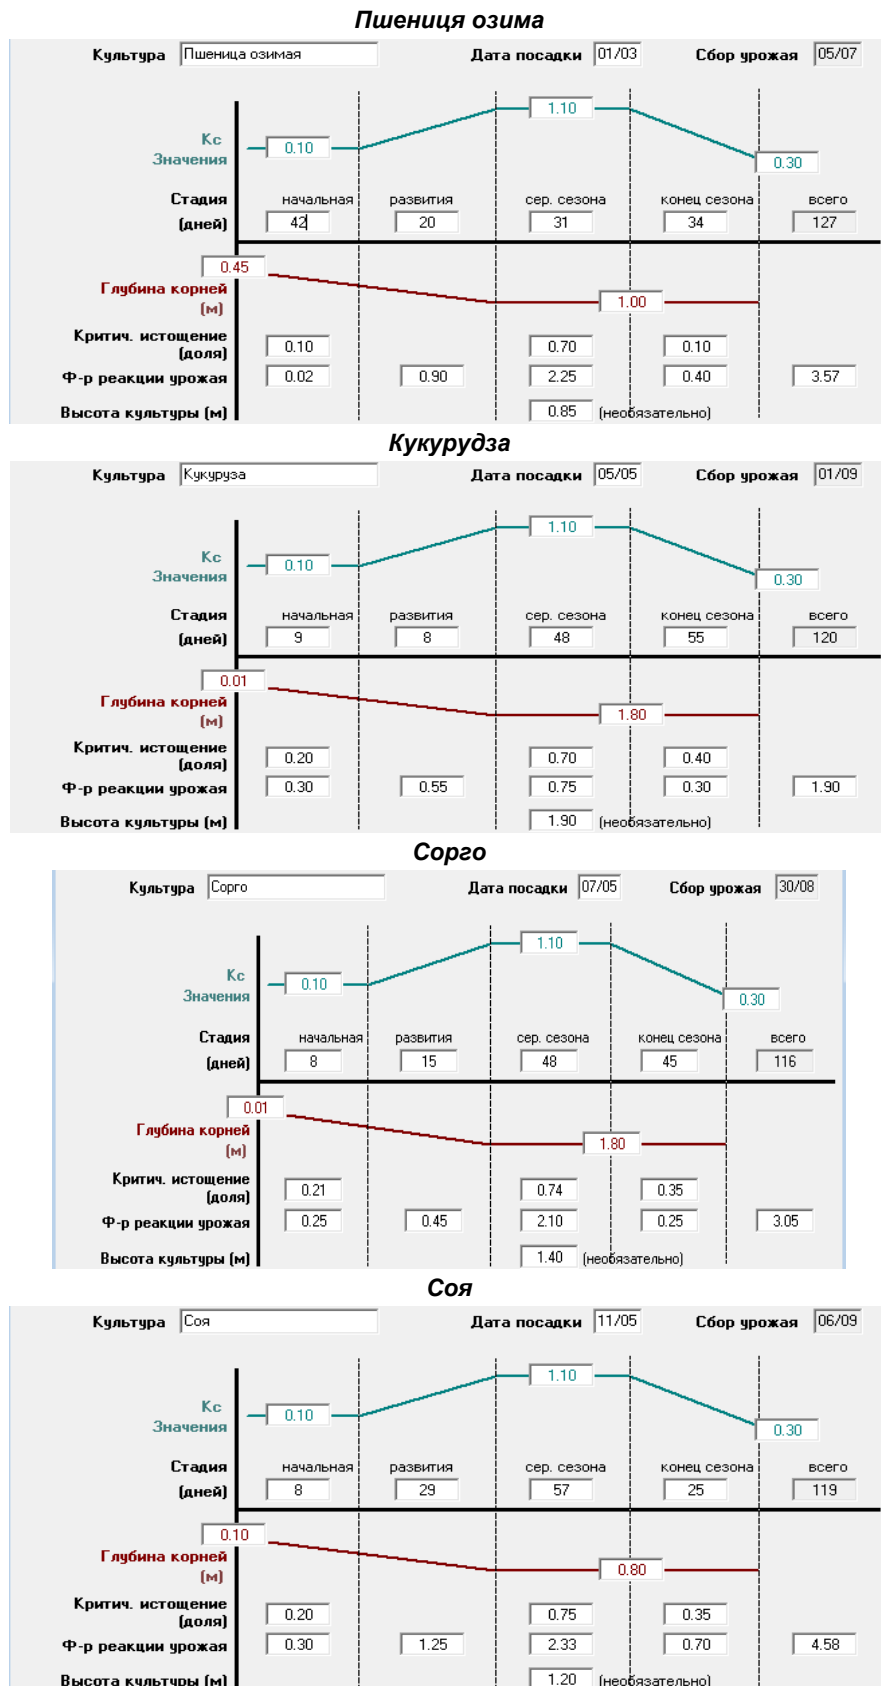 Пшениця озима
Культура Пшеница озимая Дата посадки 01/03 Сбор урожая 05/07
Кс Значения 0.10 1.10 0.30
Стадия начальная развития сер. сезона конец сезона всего
(дней) 42 20 31 34 127
0.45
Глубина корней (м) 1.00
Критич. истощение (доля) 0.10 0.70 0.10
Ф-р реакции урожая 0.02 0.90 2.25 0.40 3.57
Высота культуры (м) 0.85 (необязательно)
Кукурудза
Культура Кукуруза Дата посадки 05/05 Сбор урожая 01/09
Кс Значения 0.10 1.10 0.30
Стадия начальная развития сер. сезона конец сезона всего
(дней) 9 8 48 55 120
0.01
Глубина корней (м) 1.80
Критич. истощение (доля) 0.20 0.70 0.40
Ф-р реакции урожая 0.30 0.55 0.75 0.30 1.90
Высота культуры (м) 1.90 (необязательно)
Сорго
Культура Сорго Дата посадки 07/05 Сбор урожая 30/08
Кс Значения 0.10 1.10 0.30
Стадия начальная развития сер. сезона конец сезона всего
(дней) 8 15 48 45 116
0.01
Глубина корней (м) 1.80
Критич. истощение (доля) 0.21 0.74 0.35
Ф-р реакции урожая 0.25 0.45 2.10 0.25 3.05
Высота культуры (м) 1.40 (необязательно)
Соя
Культура Соя Дата посадки 11/05 Сбор урожая 06/09
Кс Значения 0.10 1.10 0.30
Стадия начальная развития сер. сезона конец сезона всего
(дней) 8 29 57 25 119
0.10
Глубина корней (м) 0.80
Критич. истощение (доля) 0.20 0.75 0.35
Ф-р реакции урожая 0.30 1.25 2.33 0.70 4.58
Высота культуры (м) 1.20 (необязательно)